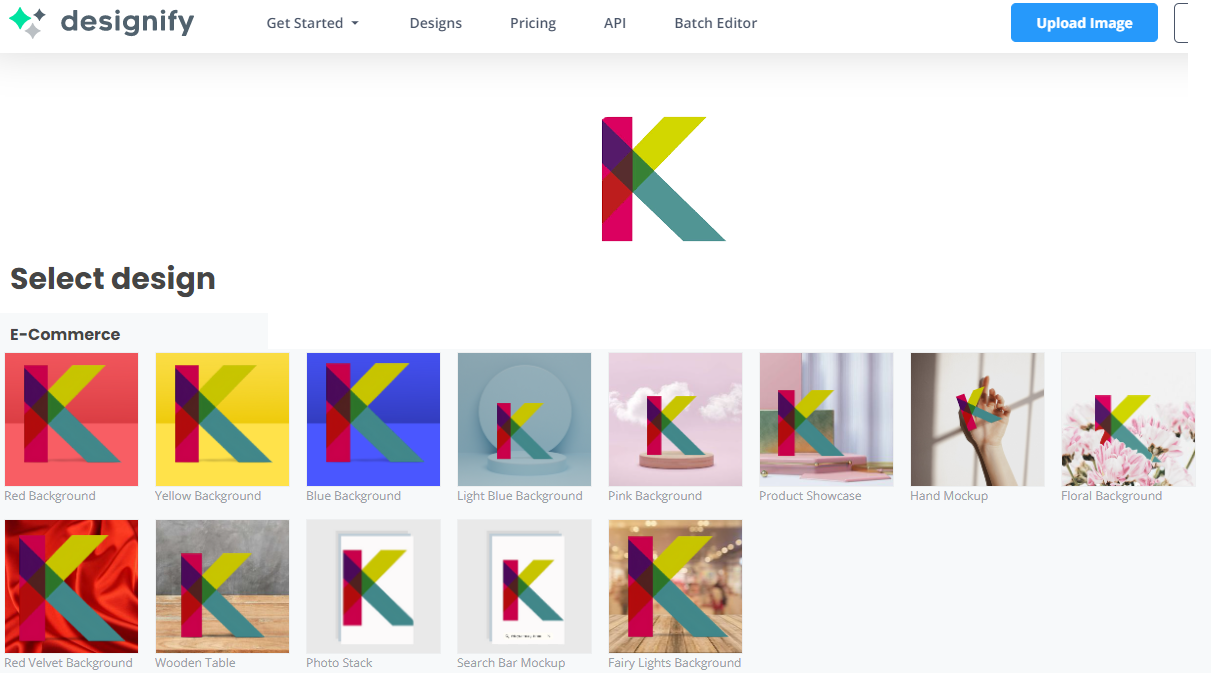 designify
Get Started
Designs
Pricing
API
Batch Editor
Upload Image
K
Select design
E-Commerce
Red Background
Yellow Background
Blue Background
Light Blue Background
Pink Background
Product Showcase
Hand Mockup
Floral Background
Red Velvet Background
Wooden Table
Photo Stack
Search Bar Mockup
Fairy Lights Background